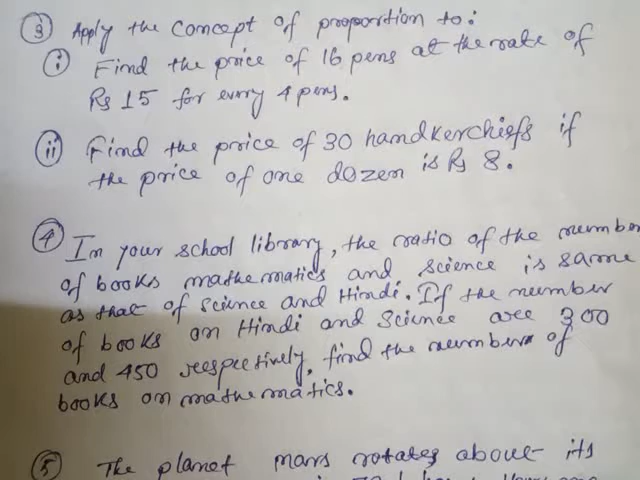 ③ Apply the concept of proportion to:
i Find the price of 16 pens at the rate of
Rs 15 for every 4 pens.
ii Find the price of 30 handkerchiefs if
the price of one dozen is Rs 8.
④ In your school library, the ratio of the number
of books mathematics and science is same
as that of science and Hindi. If the number
of books on Hindi and science are 300
and 450 respectively, find the number of
books on mathematics.
⑤ The planet mars rotates about its